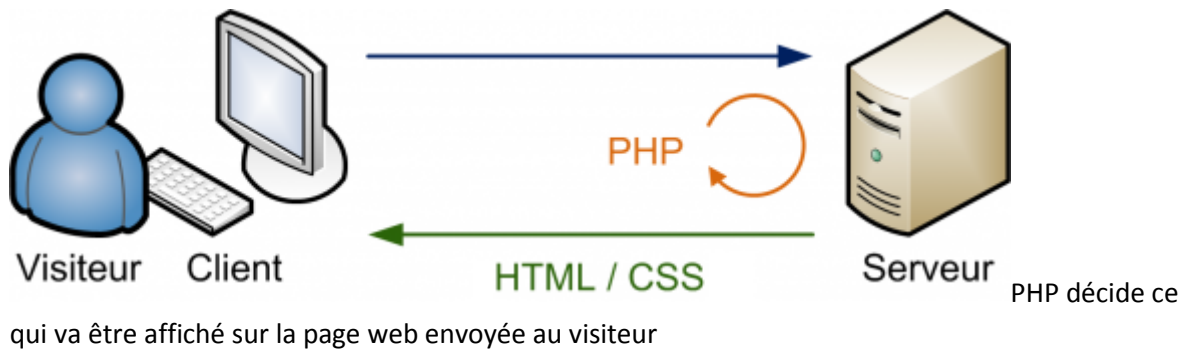 PHP
Visiteur Client
HTML / CSS
Serveur
PHP décide ce
qui va être affiché sur la page web envoyée au visiteur